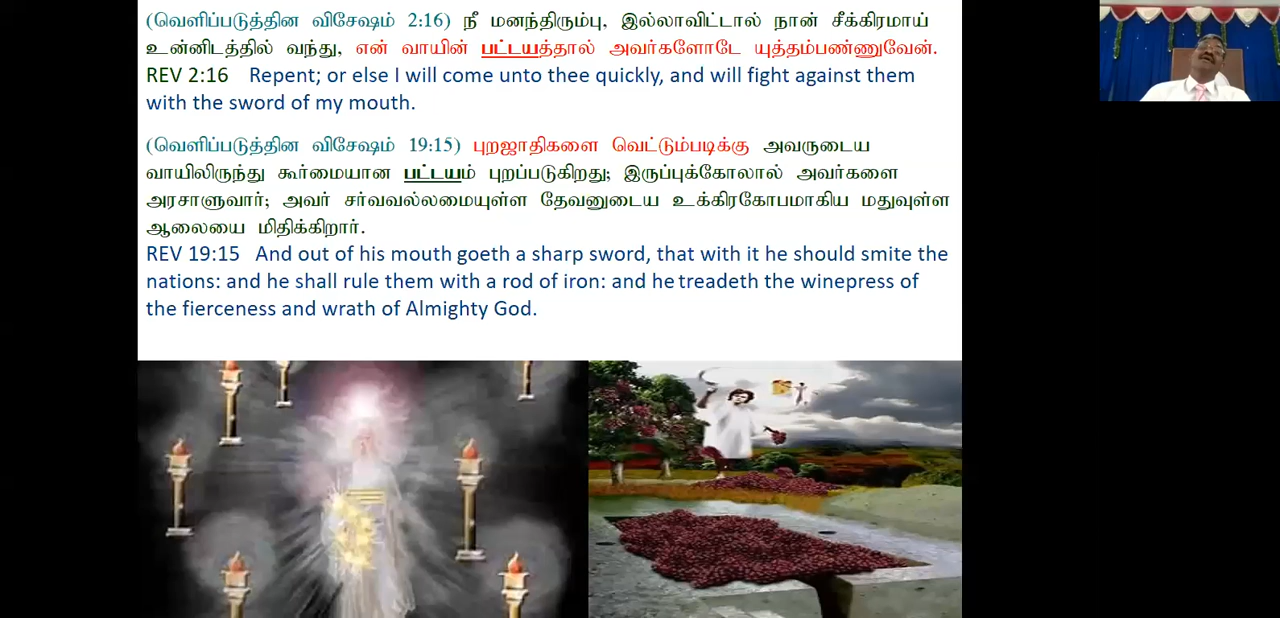 (வெளிப்படுத்தின விசேஷம் 2:16) நீ மனந்திரும்பு, இல்லாவிட்டால் நான் சீக்கிரமாய்
உன்னிடத்தில் வந்து, என் வாயின் பட்டயத்தால் அவர்களோடே யுத்தம்பண்ணுவேன்.
REV 2:16 Repent; or else I will come unto thee quickly, and will fight against them
with the sword of my mouth.
(வெளிப்படுத்தின விசேஷம் 19:15) புறஜாதிகளை வெட்டும்படிக்கு அவருடைய
வாயிலிருந்து கூர்மையான பட்டயம் புறப்படுகிறது; இருப்புக்கோலால் அவர்களை
அரசாளுவார்; அவர் சர்வவல்லமையுள்ள தேவனுடைய உக்கிரகோபமாகிய மதுவுள்ள
ஆலையை மிதிக்கிறார்.
REV 19:15 And out of his mouth goeth a sharp sword, that with it he should smite the
nations: and he shall rule them with a rod of iron: and he treadeth the winepress of
the fierceness and wrath of Almighty God.